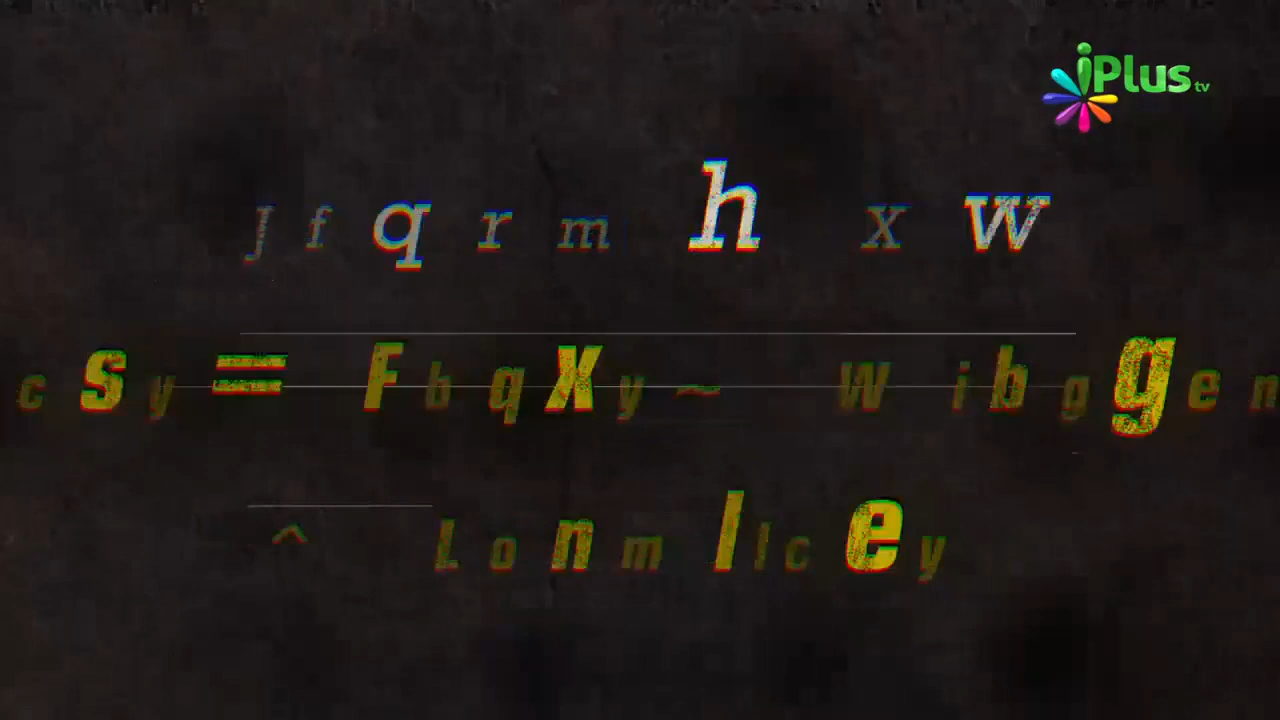 iPlus tv
J f q r m h x w
c s y = F b q X y ~ W i b g g e n
^ L o n m l l c e y